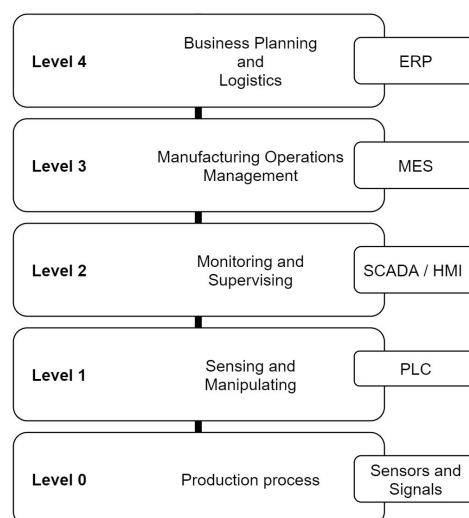 Level 4
Business Planning
and
Logistics
ERP
Level 3
Manufacturing Operations
Management
MES
Level 2
Monitoring and
Supervising
SCADA / HMI
Level 1
Sensing and
Manipulating
PLC
Level 0
Production process
Sensors and
Signals